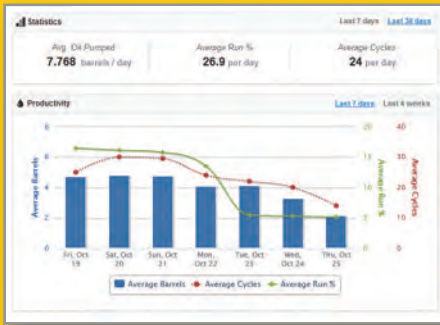 Statistics
Last 7 days Last 30 days
Avg. Oil Pumped
7.768 barrels / day
Average Run %
26.9 per day
Average Cycles
24 per day
Productivity
Last 7 days Last 4 weeks
Average Barrels
8
6
4
2
0
Fri, Oct 19
Sat, Oct 20
Sun, Oct 21
Mon, Oct 22
Tue, Oct 23
Wed, Oct 24
Thu, Oct 25
20
15
10
5
0
Average Run %
40
30
20
10
0
Average Cycles
Average Barrels Average Cycles Average Run %